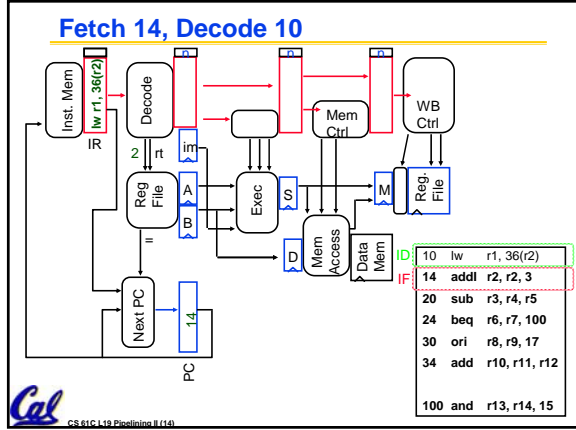 Fetch 14, Decode 10
n
n
n
Inst. Mem
lw r1, 36(r2)
IR
Decode
Mem
Ctrl
WB
Ctrl
2
rt
im
Reg
File
A
B
Exec
S
M
Reg.
File
=
D
Mem
Access
Data
Mem
Next PC
14
PC
ID
IF
10 lw r1, 36(r2)
14 addI r2, r2, 3
20 sub r3, r4, r5
24 beq r6, r7, 100
30 ori r8, r9, 17
34 add r10, r11, r12
100 and r13, r14, 15
Cal
CS 61C L19 Pipelining II (14)